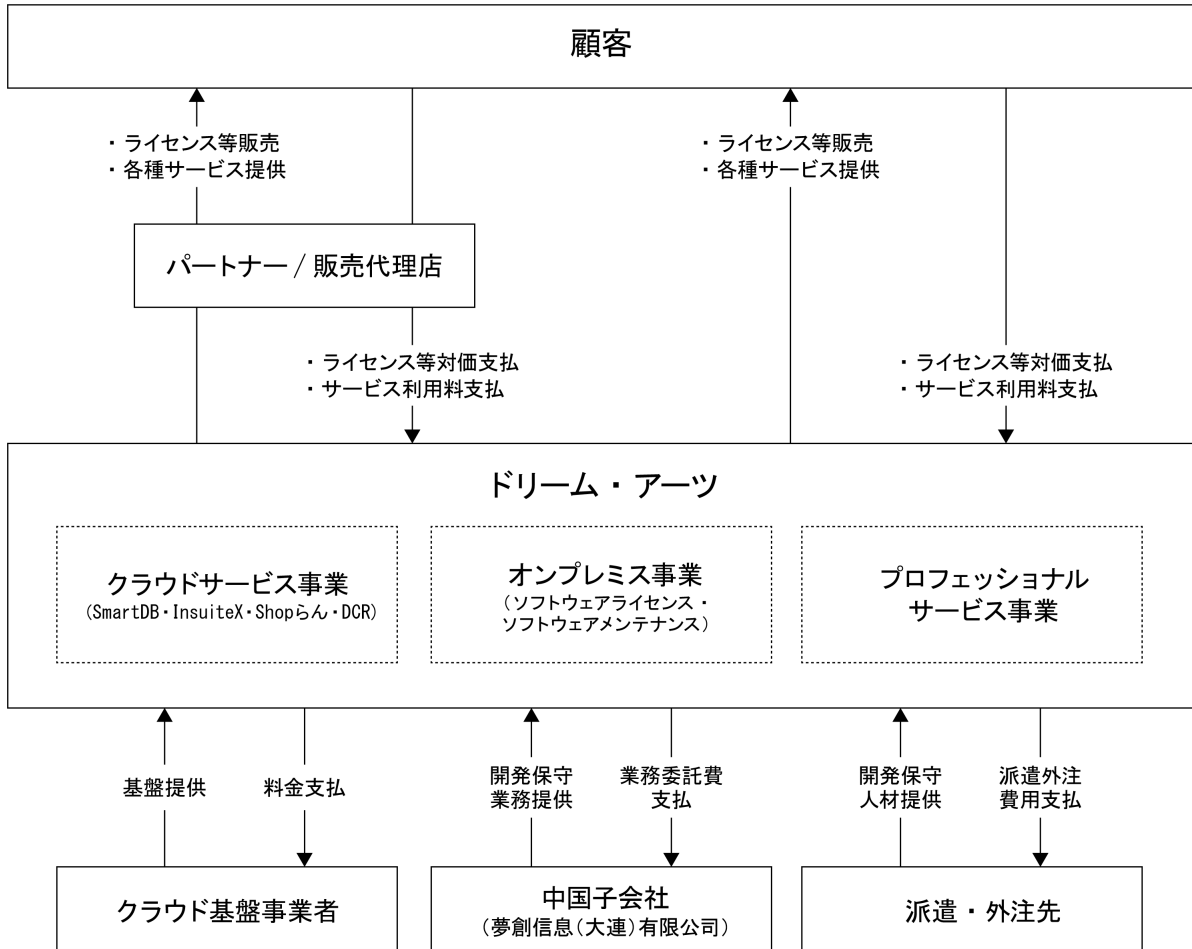 顧客
・ライセンス等販売
・各種サービス提供
・ライセンス等販売
・各種サービス提供
パートナー / 販売代理店
・ライセンス等対価支払
・サービス利用料支払
・ライセンス等対価支払
・サービス利用料支払
ドリーム・アーツ
クラウドサービス事業
（SmartDB・InsuiteX・Shopらん・DCR）
オンプレミス事業
（ソフトウェアライセンス・
ソフトウェアメンテナンス）
プロフェッショナル
サービス事業
基盤提供
料金支払
開発保守
業務提供
業務委託費
支払
開発保守
人材提供
派遣外注
費用支払
クラウド基盤事業者
中国子会社
（夢創信息（大連）有限公司）
派遣・外注先